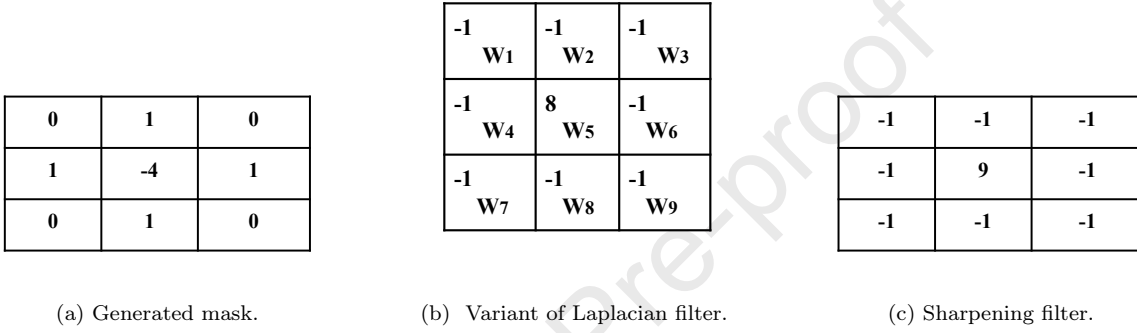 0 1 0
1 -4 1
0 1 0
(a) Generated mask.
-1 W1 -1 W2 -1 W3
-1 W4 8 W5 -1 W6
-1 W7 -1 W8 -1 W9
(b) Variant of Laplacian filter.
-1 -1 -1
-1 9 -1
-1 -1 -1
(c) Sharpening filter.
Pre-proof